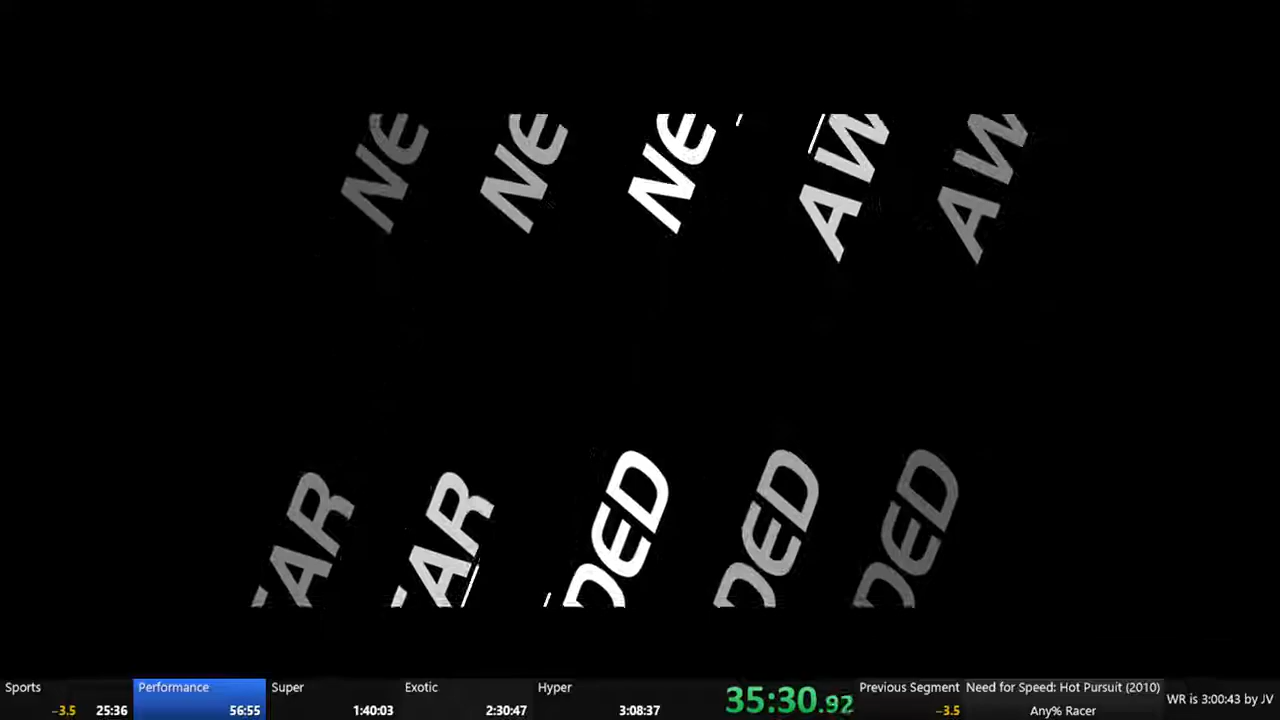 NE NE NE AW AW
AR AR DED DED DED
Sports Performance Super Exotic Hyper
−3.5 25:36 56:55 1:40:03 2:30:47 3:08:37
35:30.92
Previous Segment Need for Speed: Hot Pursuit (2010)
−3.5 Any% Racer
WR is 3:00:43 by JV